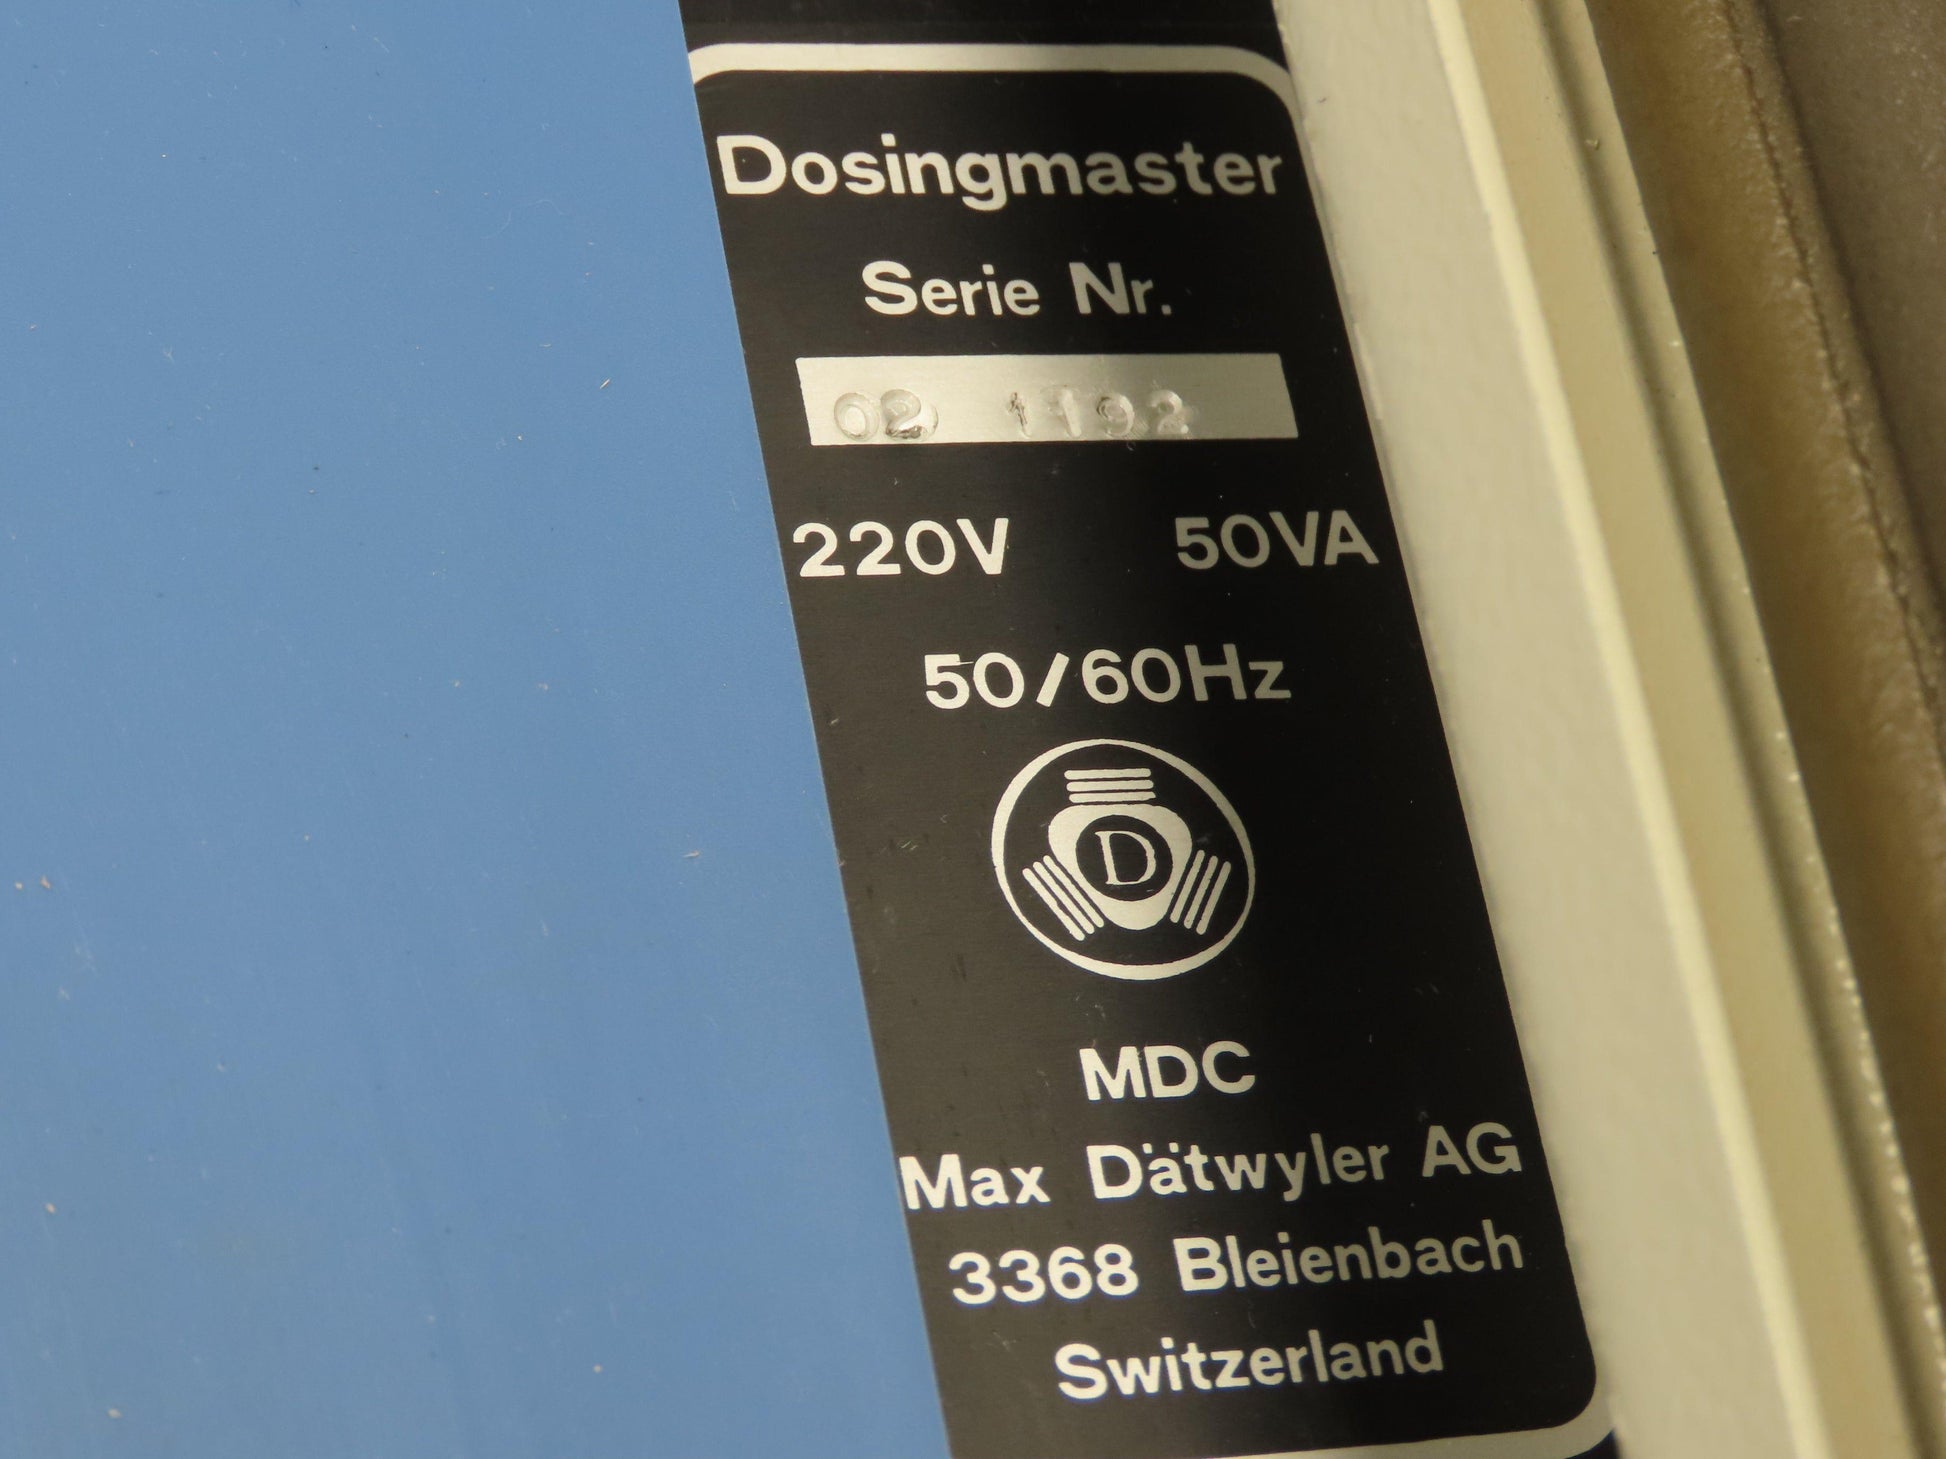 Dosingmaster
Serie Nr.
02 1192
220V 50VA
50/60Hz
D
MDC
Max Dätwyler AG
3368 Bleienbach
Switzerland